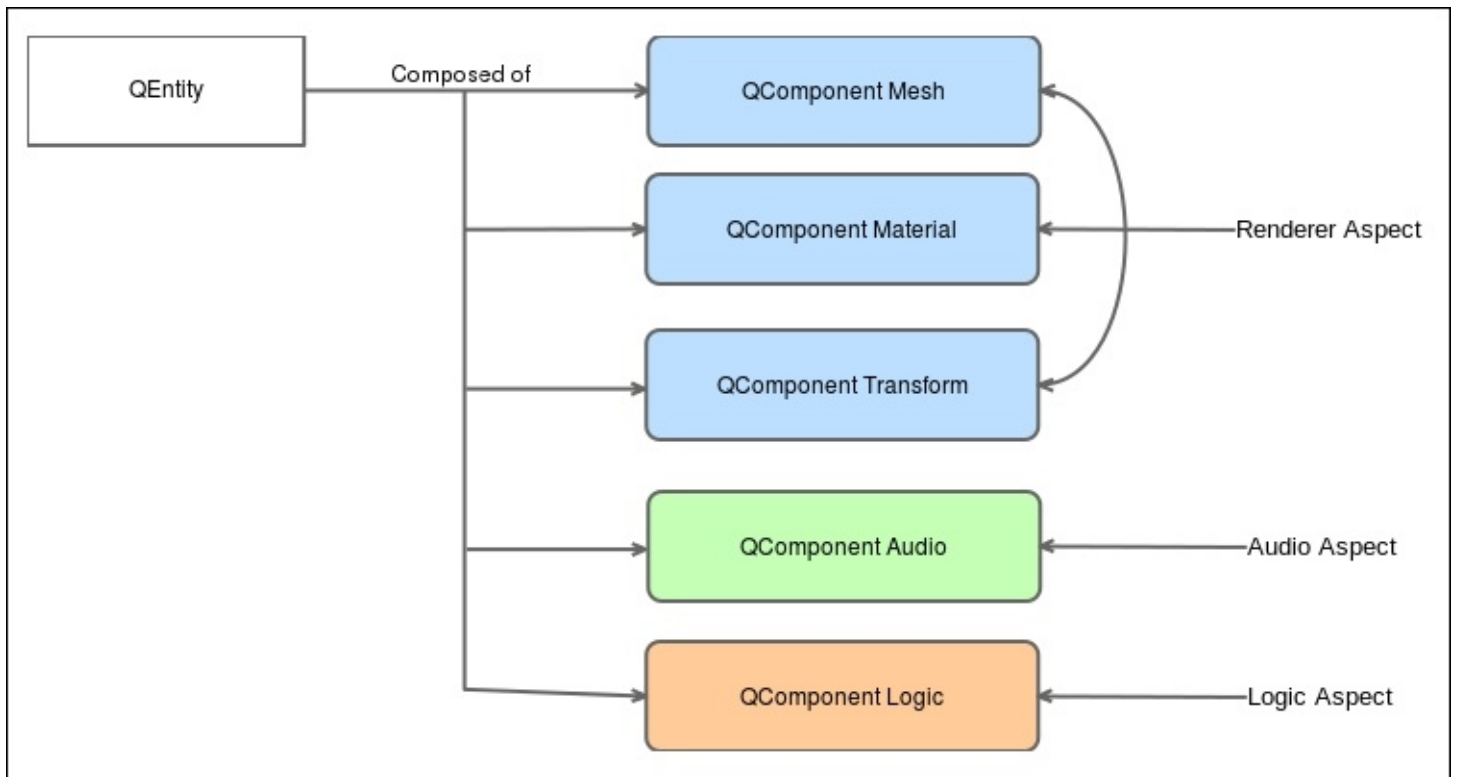 QEntity
Composed of
QComponent Mesh
QComponent Material
Renderer Aspect
QComponent Transform
QComponent Audio
Audio Aspect
QComponent Logic
Logic Aspect